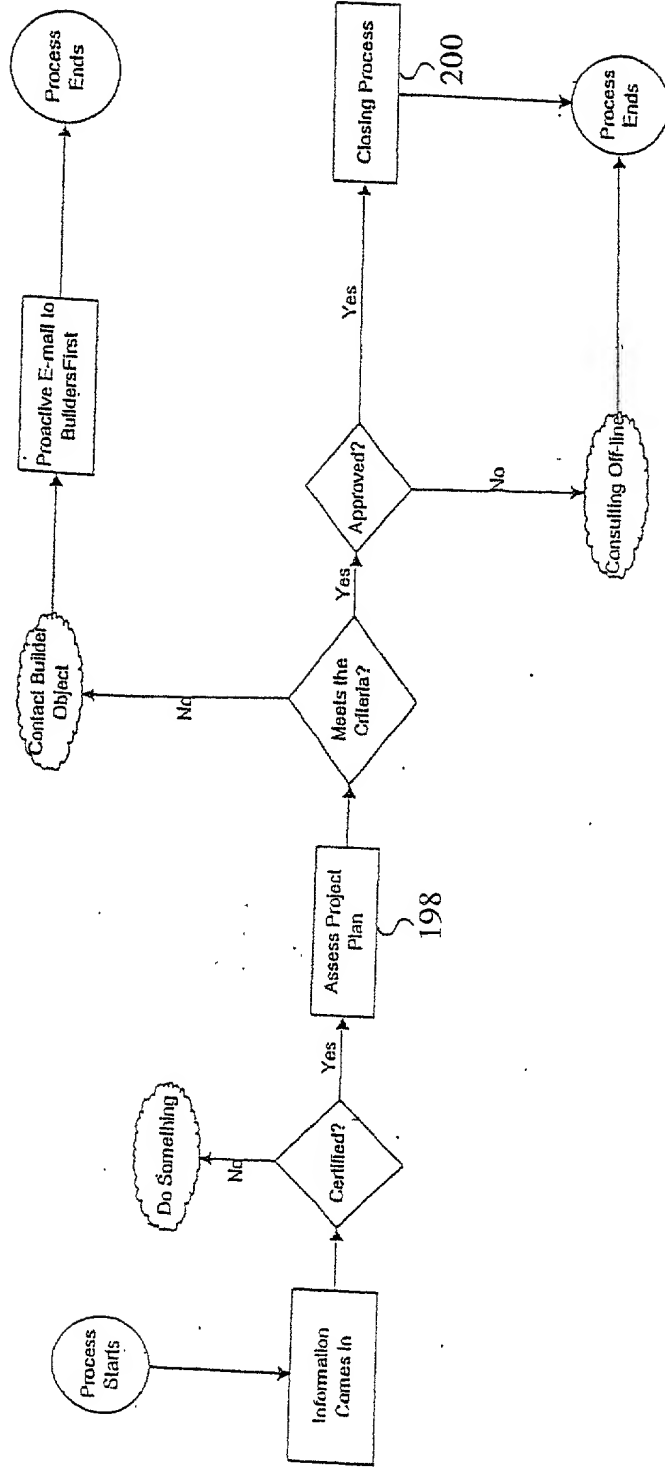 Process
Starts
Information
Comes In
Certified?
No
Do Something
Yes
Assess Project
Plan
198
Meets the
Criteria?
No
Contact Builder
Object
Proactive E-mail to
BuildersFirst
Process
Ends
Yes
Approved?
Yes
Closing Process
200
No
Consulting Off-line
Process
Ends